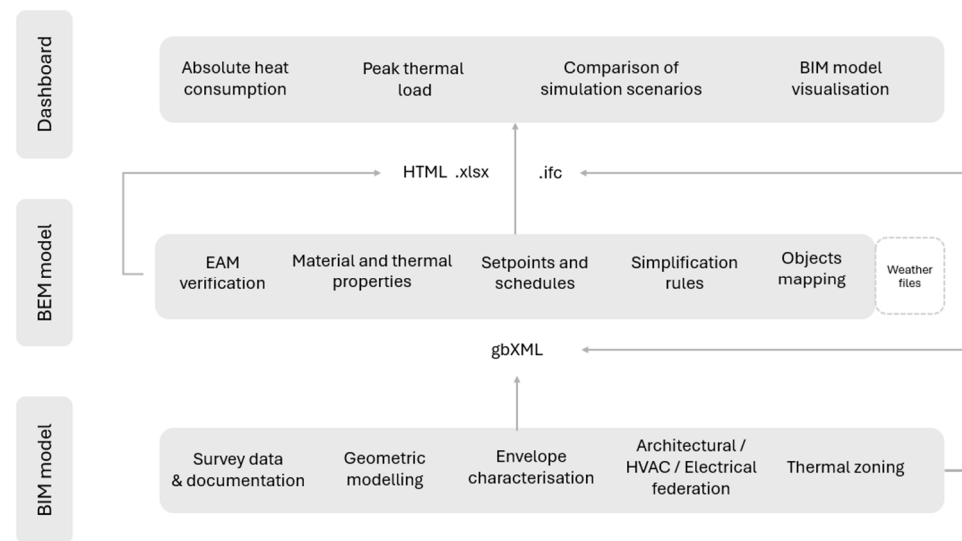 Dashboard
Absolute heat
consumption
Peak thermal
load
Comparison of
simulation scenarios
BIM model
visualisation
HTML .xlsx
.ifc
BEM model
EAM
verification
Material and thermal
properties
Setpoints and
schedules
Simplification
rules
Objects
mapping
Weather
files
gbXML
BIM model
Survey data
& documentation
Geometric
modelling
Envelope
characterisation
Architectural /
HVAC / Electrical
federation
Thermal zoning